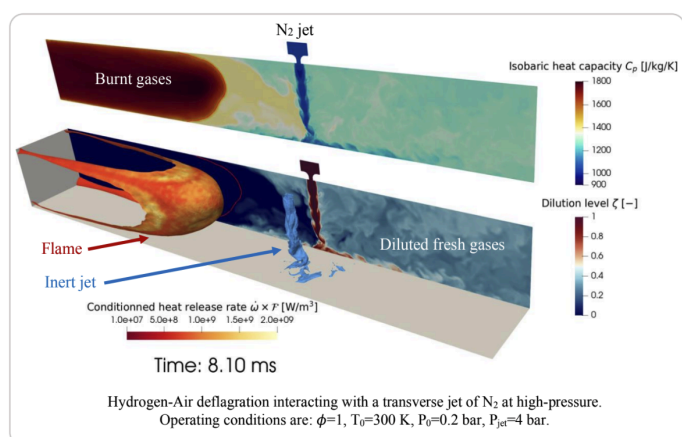 N₂ jet
Isobaric heat capacity Cₚ [J/kg/K]
Burnt gases
1800
1600
1400
1200
1000
900
Dilution level ζ [−]
1
0.8
0.6
0.4
0.2
0
Diluted fresh gases
Flame
Inert jet
Conditionned heat release rate ω̇ × F [W/m³]
1.0e+07 5.0e+8 1.0e+9 1.5e+9 2.0e+09
Time: 8.10 ms
Hydrogen-Air deflagration interacting with a transverse jet of N₂ at high-pressure.
Operating conditions are: ϕ=1, T₀=300 K, P₀=0.2 bar, Pⱼₑₜ=4 bar.